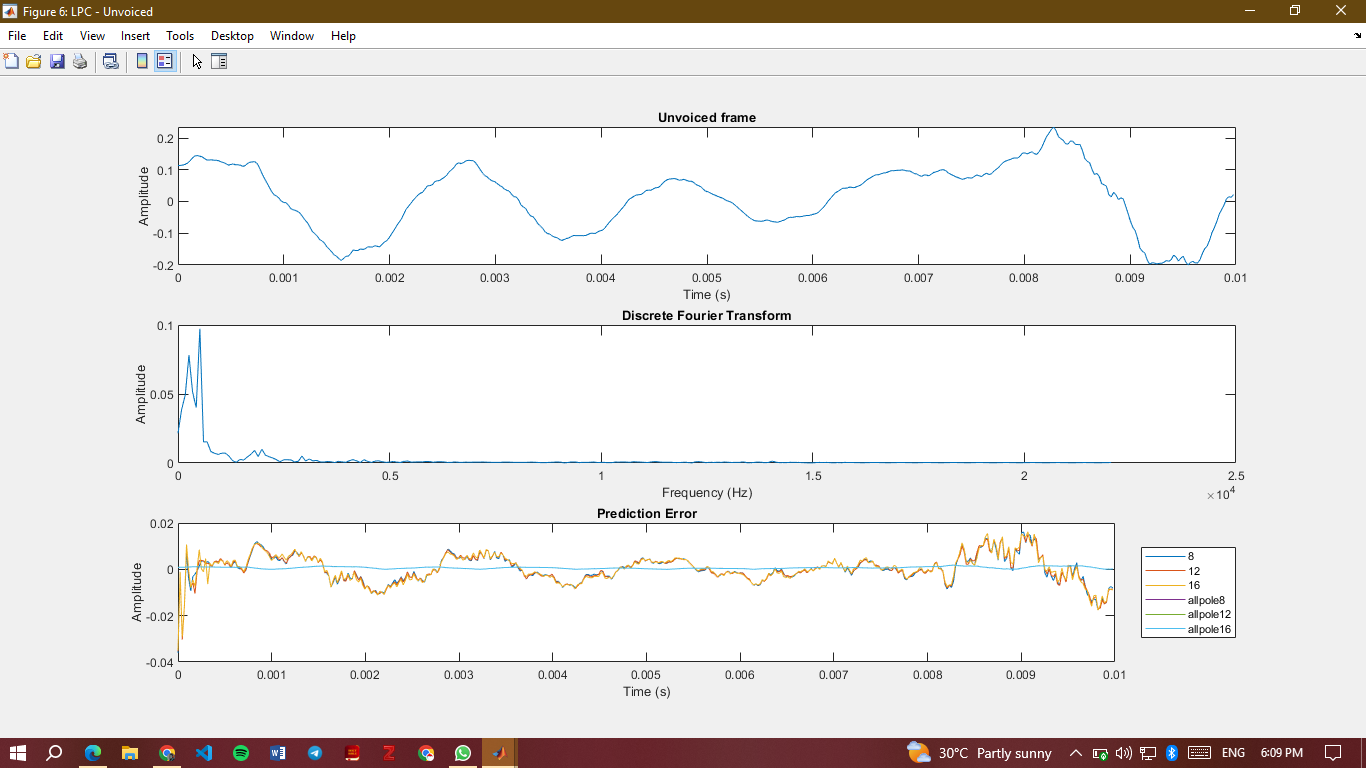 Figure 6: LPC - Unvoiced
File Edit View Insert Tools Desktop Window Help
Unvoiced frame
0.2
0.1
0
-0.1
-0.2
Amplitude
0 0.001 0.002 0.003 0.004 0.005 0.006 0.007 0.008 0.009 0.01
Time (s)
Discrete Fourier Transform
0.1
0.05
0
Amplitude
0 0.5 1 1.5 2 2.5
×10^4
Frequency (Hz)
Prediction Error
0.02
0
-0.02
-0.04
Amplitude
0 0.001 0.002 0.003 0.004 0.005 0.006 0.007 0.008 0.009 0.01
Time (s)
8
12
16
allpole8
allpole12
allpole16
30°C Partly sunny ENG 6:09 PM